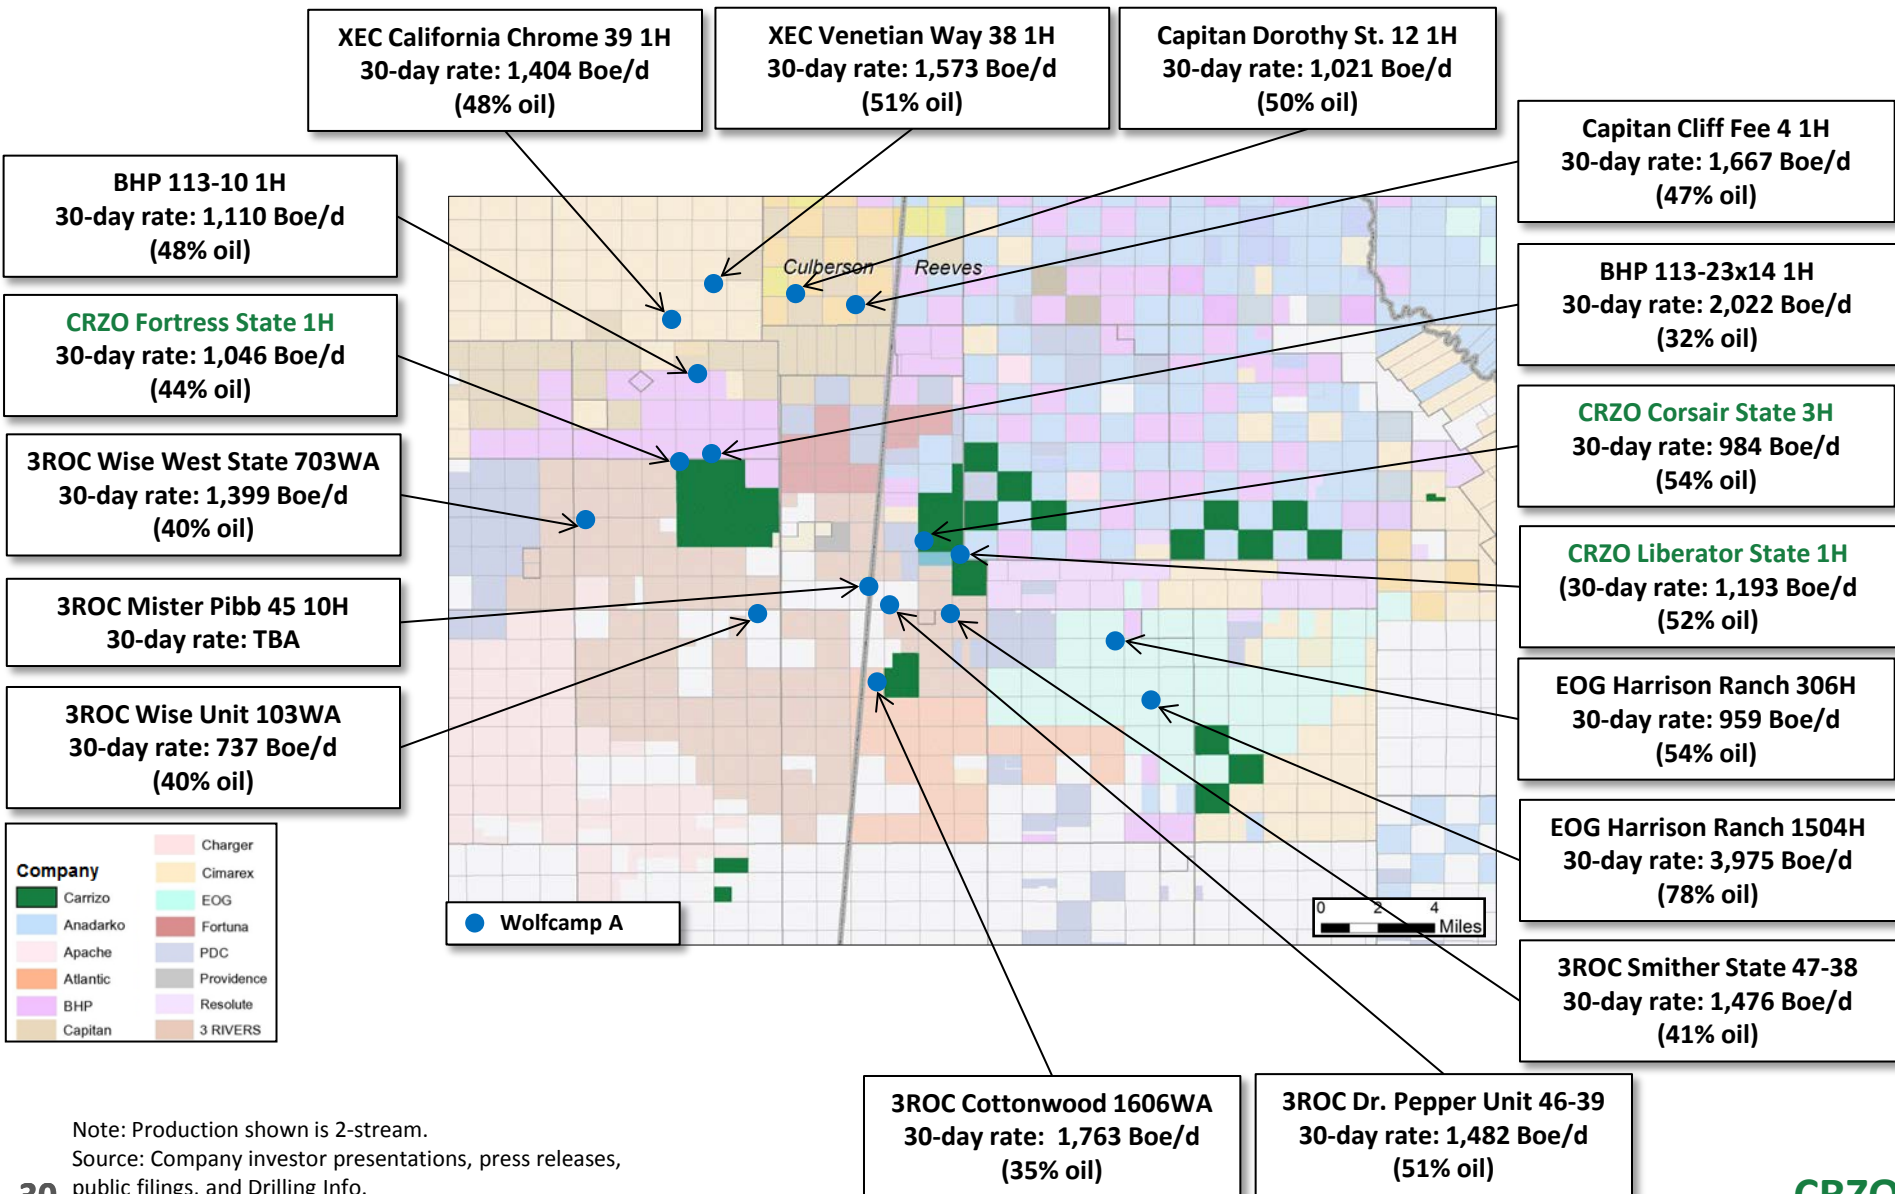 XEC California Chrome 39 1H
30-day rate: 1,404 Boe/d
(48% oil)
XEC Venetian Way 38 1H
30-day rate: 1,573 Boe/d
(51% oil)
Capitan Dorothy St. 12 1H
30-day rate: 1,021 Boe/d
(50% oil)
Capitan Cliff Fee 4 1H
30-day rate: 1,667 Boe/d
(47% oil)
BHP 113-10 1H
30-day rate: 1,110 Boe/d
(48% oil)
BHP 113-23x14 1H
30-day rate: 2,022 Boe/d
(32% oil)
CRZO Fortress State 1H
30-day rate: 1,046 Boe/d
(44% oil)
CRZO Corsair State 3H
30-day rate: 984 Boe/d
(54% oil)
3ROC Wise West State 703WA
30-day rate: 1,399 Boe/d
(40% oil)
CRZO Liberator State 1H
(30-day rate: 1,193 Boe/d
(52% oil)
3ROC Mister Pibb 45 10H
30-day rate: TBA
EOG Harrison Ranch 306H
30-day rate: 959 Boe/d
(54% oil)
3ROC Wise Unit 103WA
30-day rate: 737 Boe/d
(40% oil)
EOG Harrison Ranch 1504H
30-day rate: 3,975 Boe/d
(78% oil)
3ROC Smither State 47-38
30-day rate: 1,476 Boe/d
(41% oil)
3ROC Cottonwood 1606WA
30-day rate: 1,763 Boe/d
(35% oil)
3ROC Dr. Pepper Unit 46-39
30-day rate: 1,482 Boe/d
(51% oil)
Culberson
Reeves
Wolfcamp A
0 2 4
Miles
Company
Carrizo
Anadarko
Apache
Atlantic
BHP
Capitan
Charger
Cimarex
EOG
Fortuna
PDC
Providence
Resolute
3 RIVERS
Note: Production shown is 2-stream.
Source: Company investor presentations, press releases,
public filings, and Drilling Info.
30
CRZO